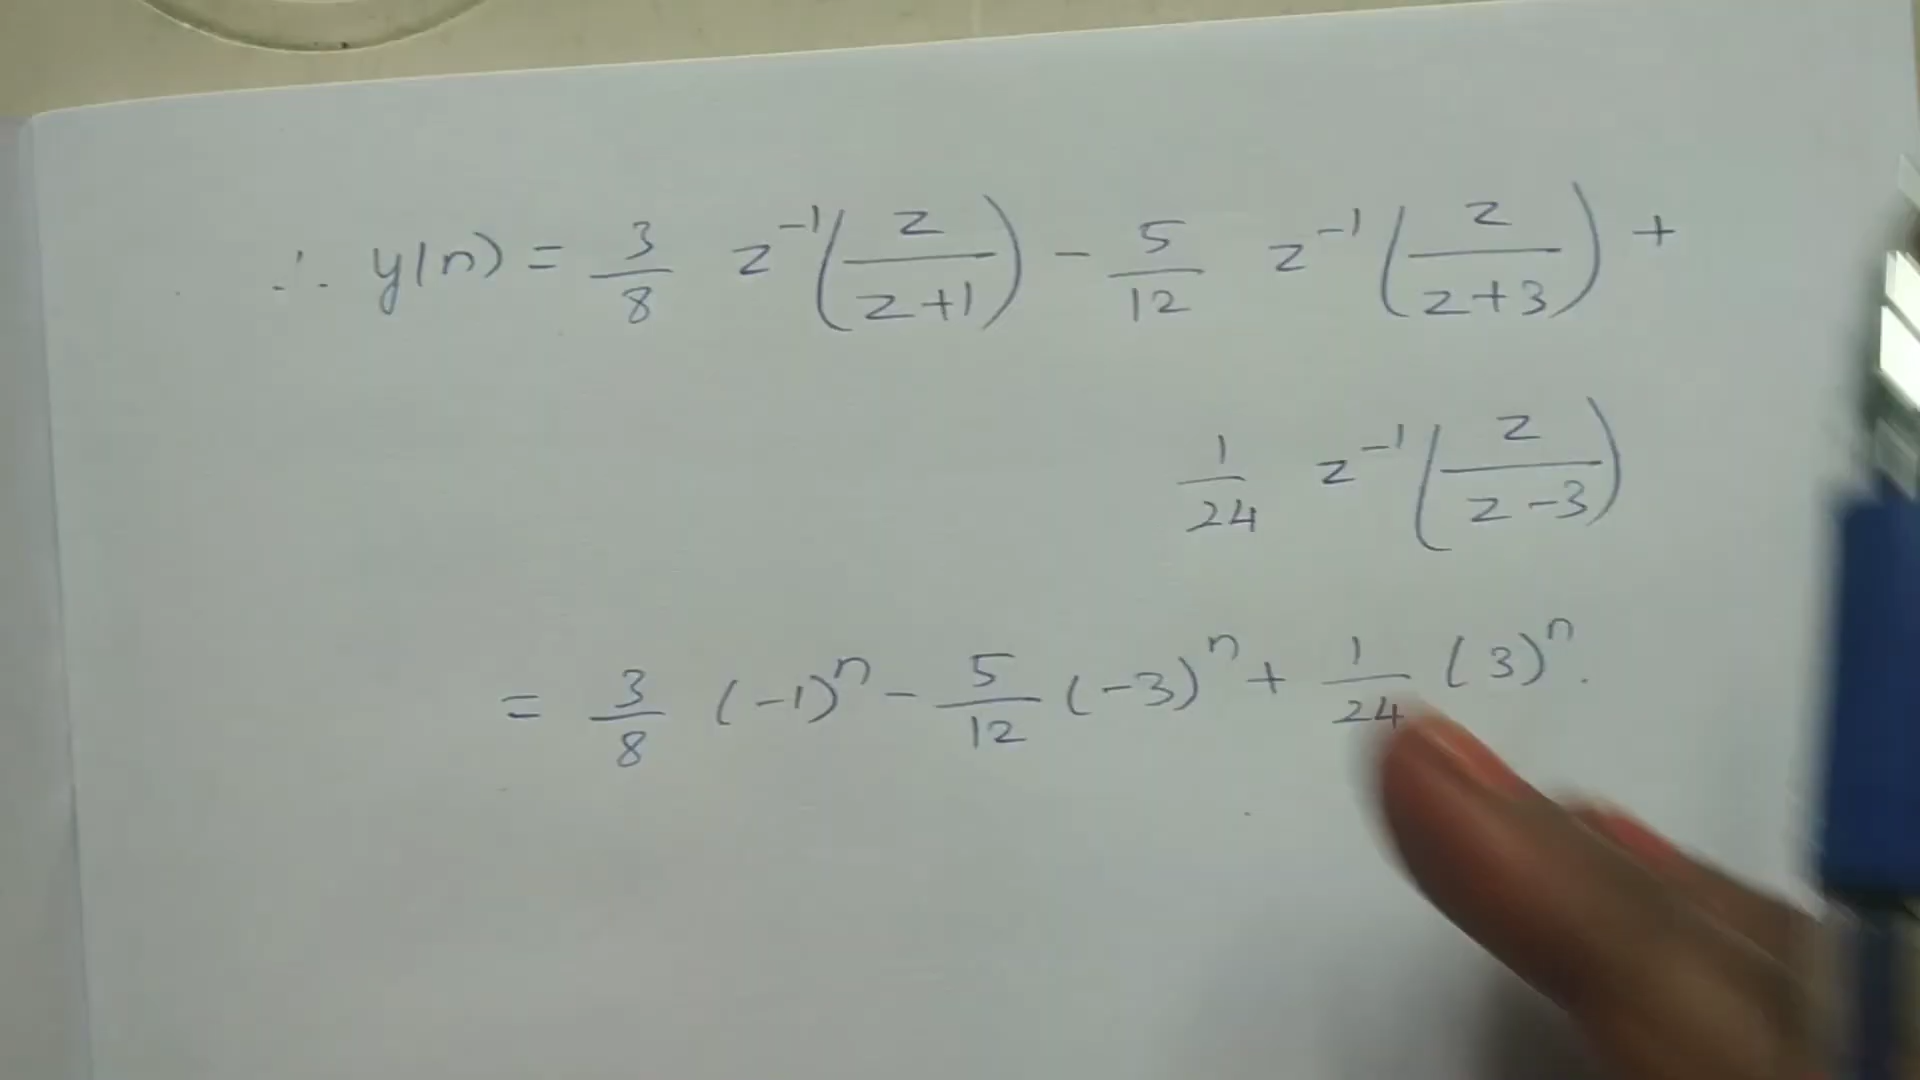 ∴ y(n) = 3/8 z⁻¹(z/(z+1)) - 5/12 z⁻¹(z/(z+3)) +
1/24 z⁻¹(z/(z-3))
= 3/8 (-1)ⁿ - 5/12 (-3)ⁿ + 1/24 (3)ⁿ.